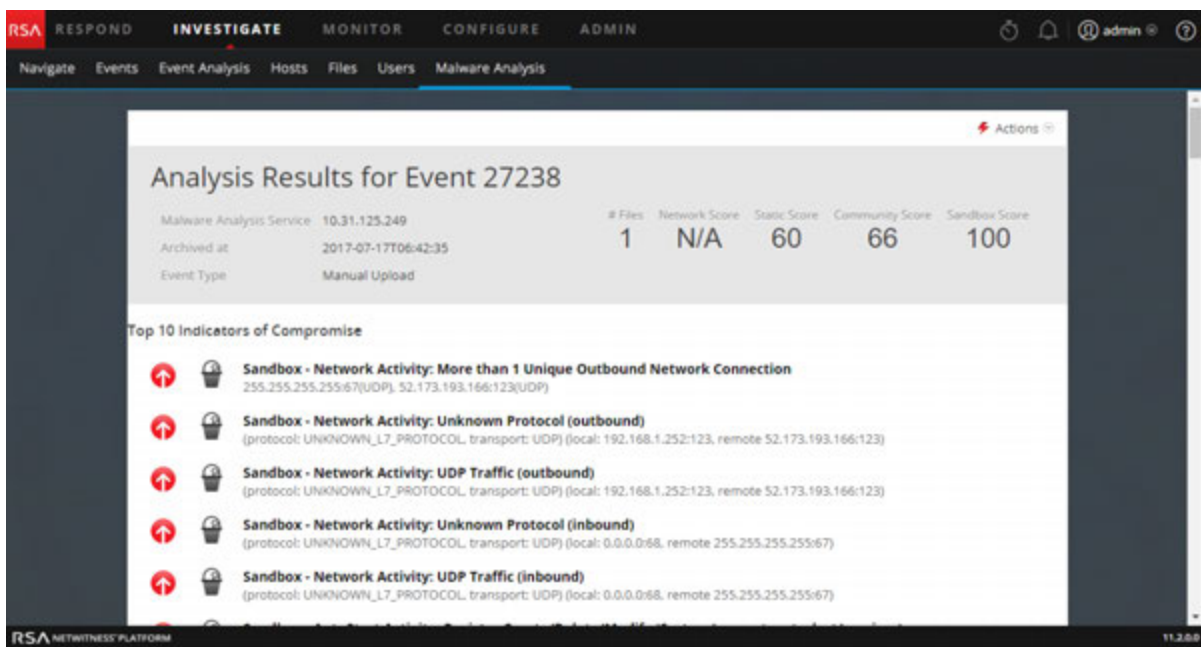 RSA RESPOND INVESTIGATE MONITOR CONFIGURE ADMIN admin
Navigate Events Event Analysis Hosts Files Users Malware Analysis
Actions
Analysis Results for Event 27238
# Files Network Score Static Score Community Score Sandbox Score
1 N/A 60 66 100
Malware Analysis Service 10.31.125.249
Archived at 2017-07-17T06:42:35
Event Type Manual Upload
Top 10 Indicators of Compromise
Sandbox - Network Activity: More than 1 Unique Outbound Network Connection
255.255.255.255:67(UDP), 52.173.193.166:123(UDP)
Sandbox - Network Activity: Unknown Protocol (outbound)
(protocol: UNKNOWN_L7_PROTOCOL, transport: UDP) (local: 192.168.1.252:123, remote 52.173.193.166:123)
Sandbox - Network Activity: UDP Traffic (outbound)
(protocol: UNKNOWN_L7_PROTOCOL, transport: UDP) (local: 192.168.1.252:123, remote 52.173.193.166:123)
Sandbox - Network Activity: Unknown Protocol (inbound)
(protocol: UNKNOWN_L7_PROTOCOL, transport: UDP) (local: 0.0.0.0:68, remote 255.255.255.255:67)
Sandbox - Network Activity: UDP Traffic (inbound)
(protocol: UNKNOWN_L7_PROTOCOL, transport: UDP) (local: 0.0.0.0:68, remote 255.255.255.255:67)
RSA NETWITNESS® PLATFORM 11.2.0.0